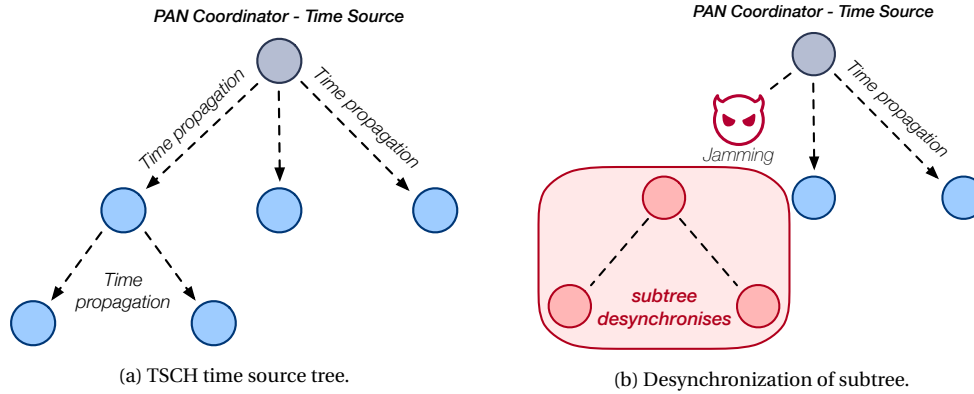 PAN Coordinator - Time Source
Time propagation
Time propagation
Time
propagation
(a) TSCH time source tree.
PAN Coordinator - Time Source
Time propagation
Jamming
subtree
desynchronises
(b) Desynchronization of subtree.